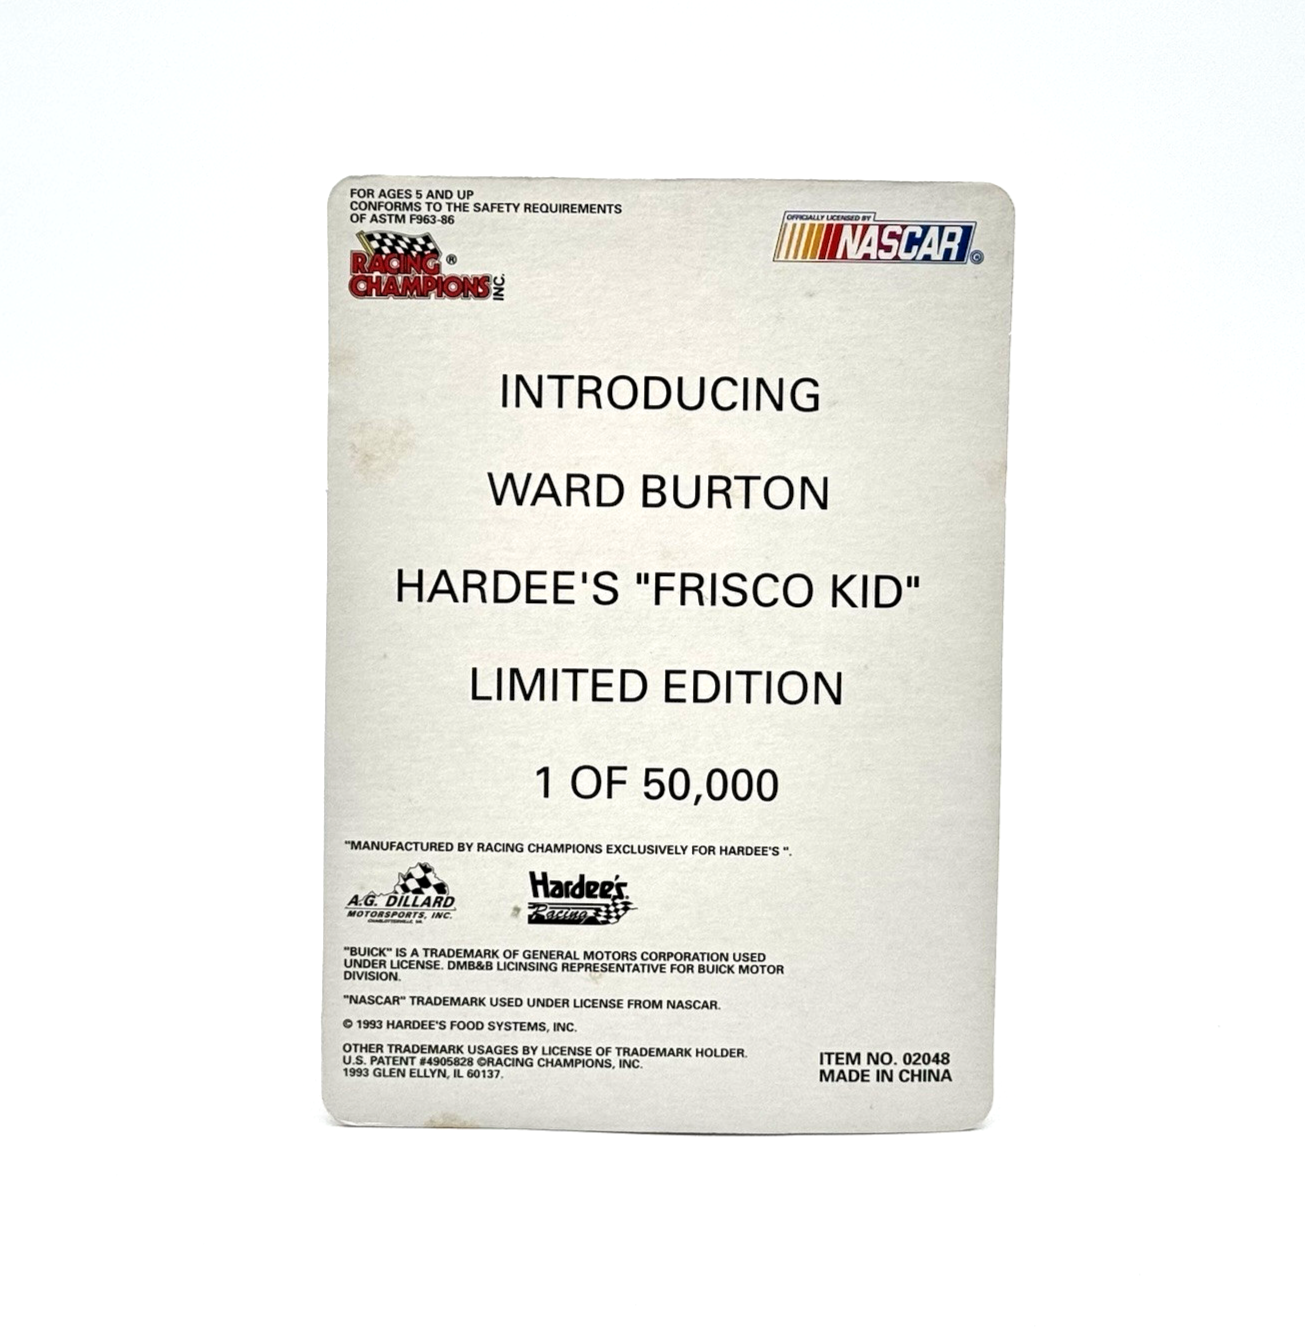 FOR AGES 5 AND UP
CONFORMS TO THE SAFETY REQUIREMENTS
OF ASTM F963-86
RACING ®
CHAMPIONS INC.
OFFICIALLY LICENSED BY
NASCAR ®
INTRODUCING
WARD BURTON
HARDEE'S "FRISCO KID"
LIMITED EDITION
1 OF 50,000
"MANUFACTURED BY RACING CHAMPIONS EXCLUSIVELY FOR HARDEE'S ".
A.G. DILLARD
MOTORSPORTS, INC.
Hardee's
Racing
"BUICK" IS A TRADEMARK OF GENERAL MOTORS CORPORATION USED
UNDER LICENSE. DMB&B LICINSING REPRESENTATIVE FOR BUICK MOTOR
DIVISION.
"NASCAR" TRADEMARK USED UNDER LICENSE FROM NASCAR.
© 1993 HARDEE'S FOOD SYSTEMS, INC.
OTHER TRADEMARK USAGES BY LICENSE OF TRADEMARK HOLDER.
U.S. PATENT #4905828 ©RACING CHAMPIONS, INC.
1993 GLEN ELLYN, IL 60137.
ITEM NO. 02048
MADE IN CHINA